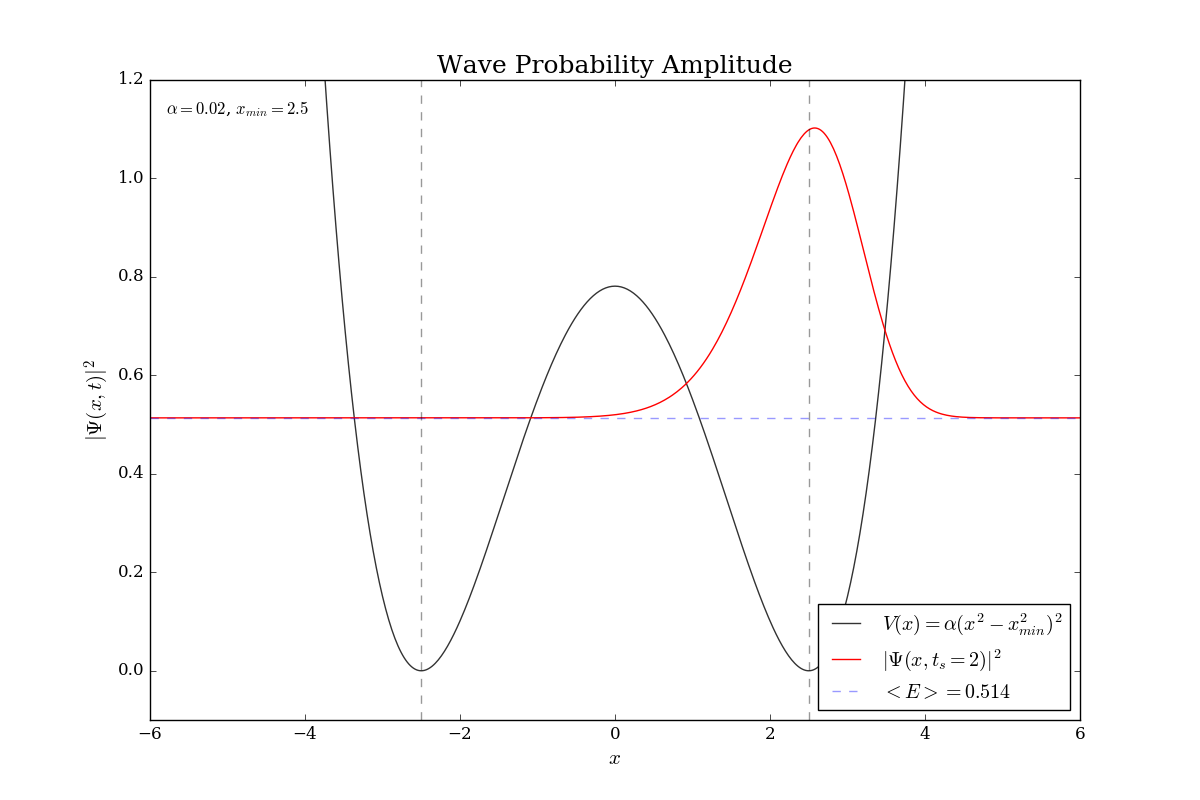 Wave Probability Amplitude
α = 0.02, x_min = 2.5
|Ψ(x, t)|²
1.2
1.0
0.8
0.6
0.4
0.2
0.0
−6
−4
−2
0
2
4
6
x
V(x) = α(x² − x²_min)²
|Ψ(x, t_s = 2)|²
< E > = 0.514